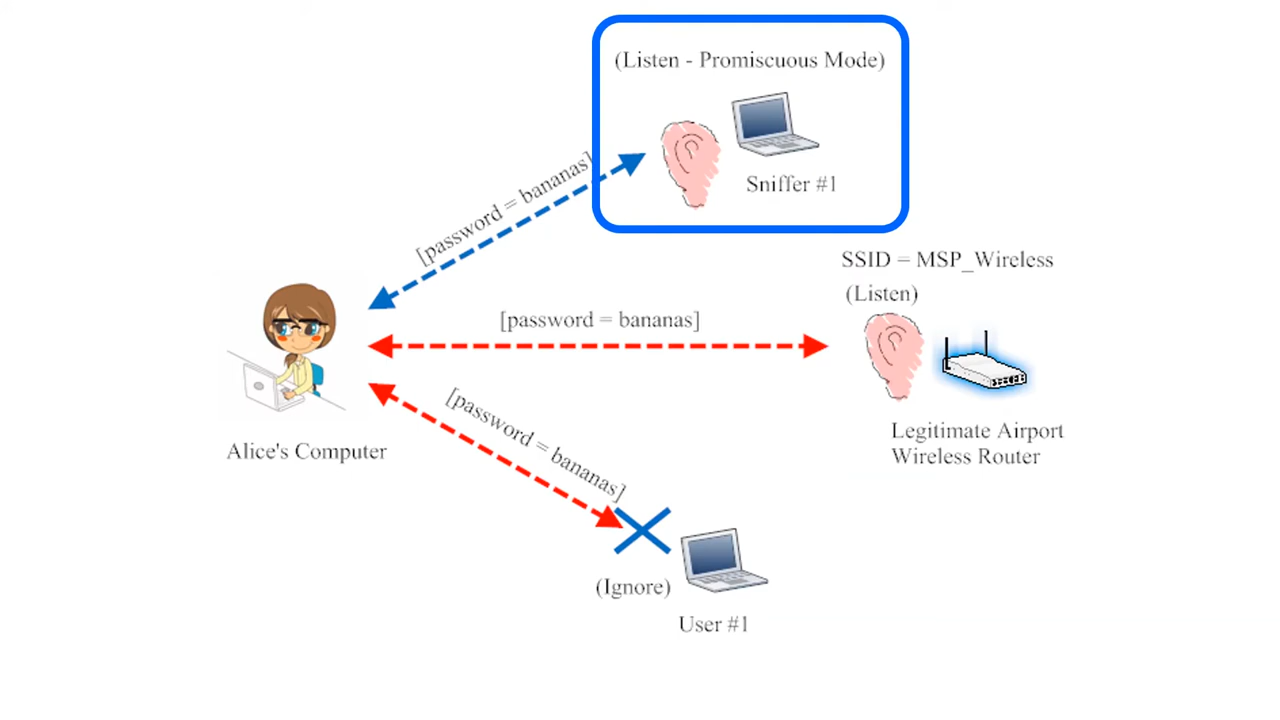 (Listen - Promiscuous Mode)
Sniffer #1
[password = bananas]
SSID = MSP_Wireless
(Listen)
[password = bananas]
Legitimate Airport
Wireless Router
Alice's Computer
[password = bananas]
(Ignore)
User #1